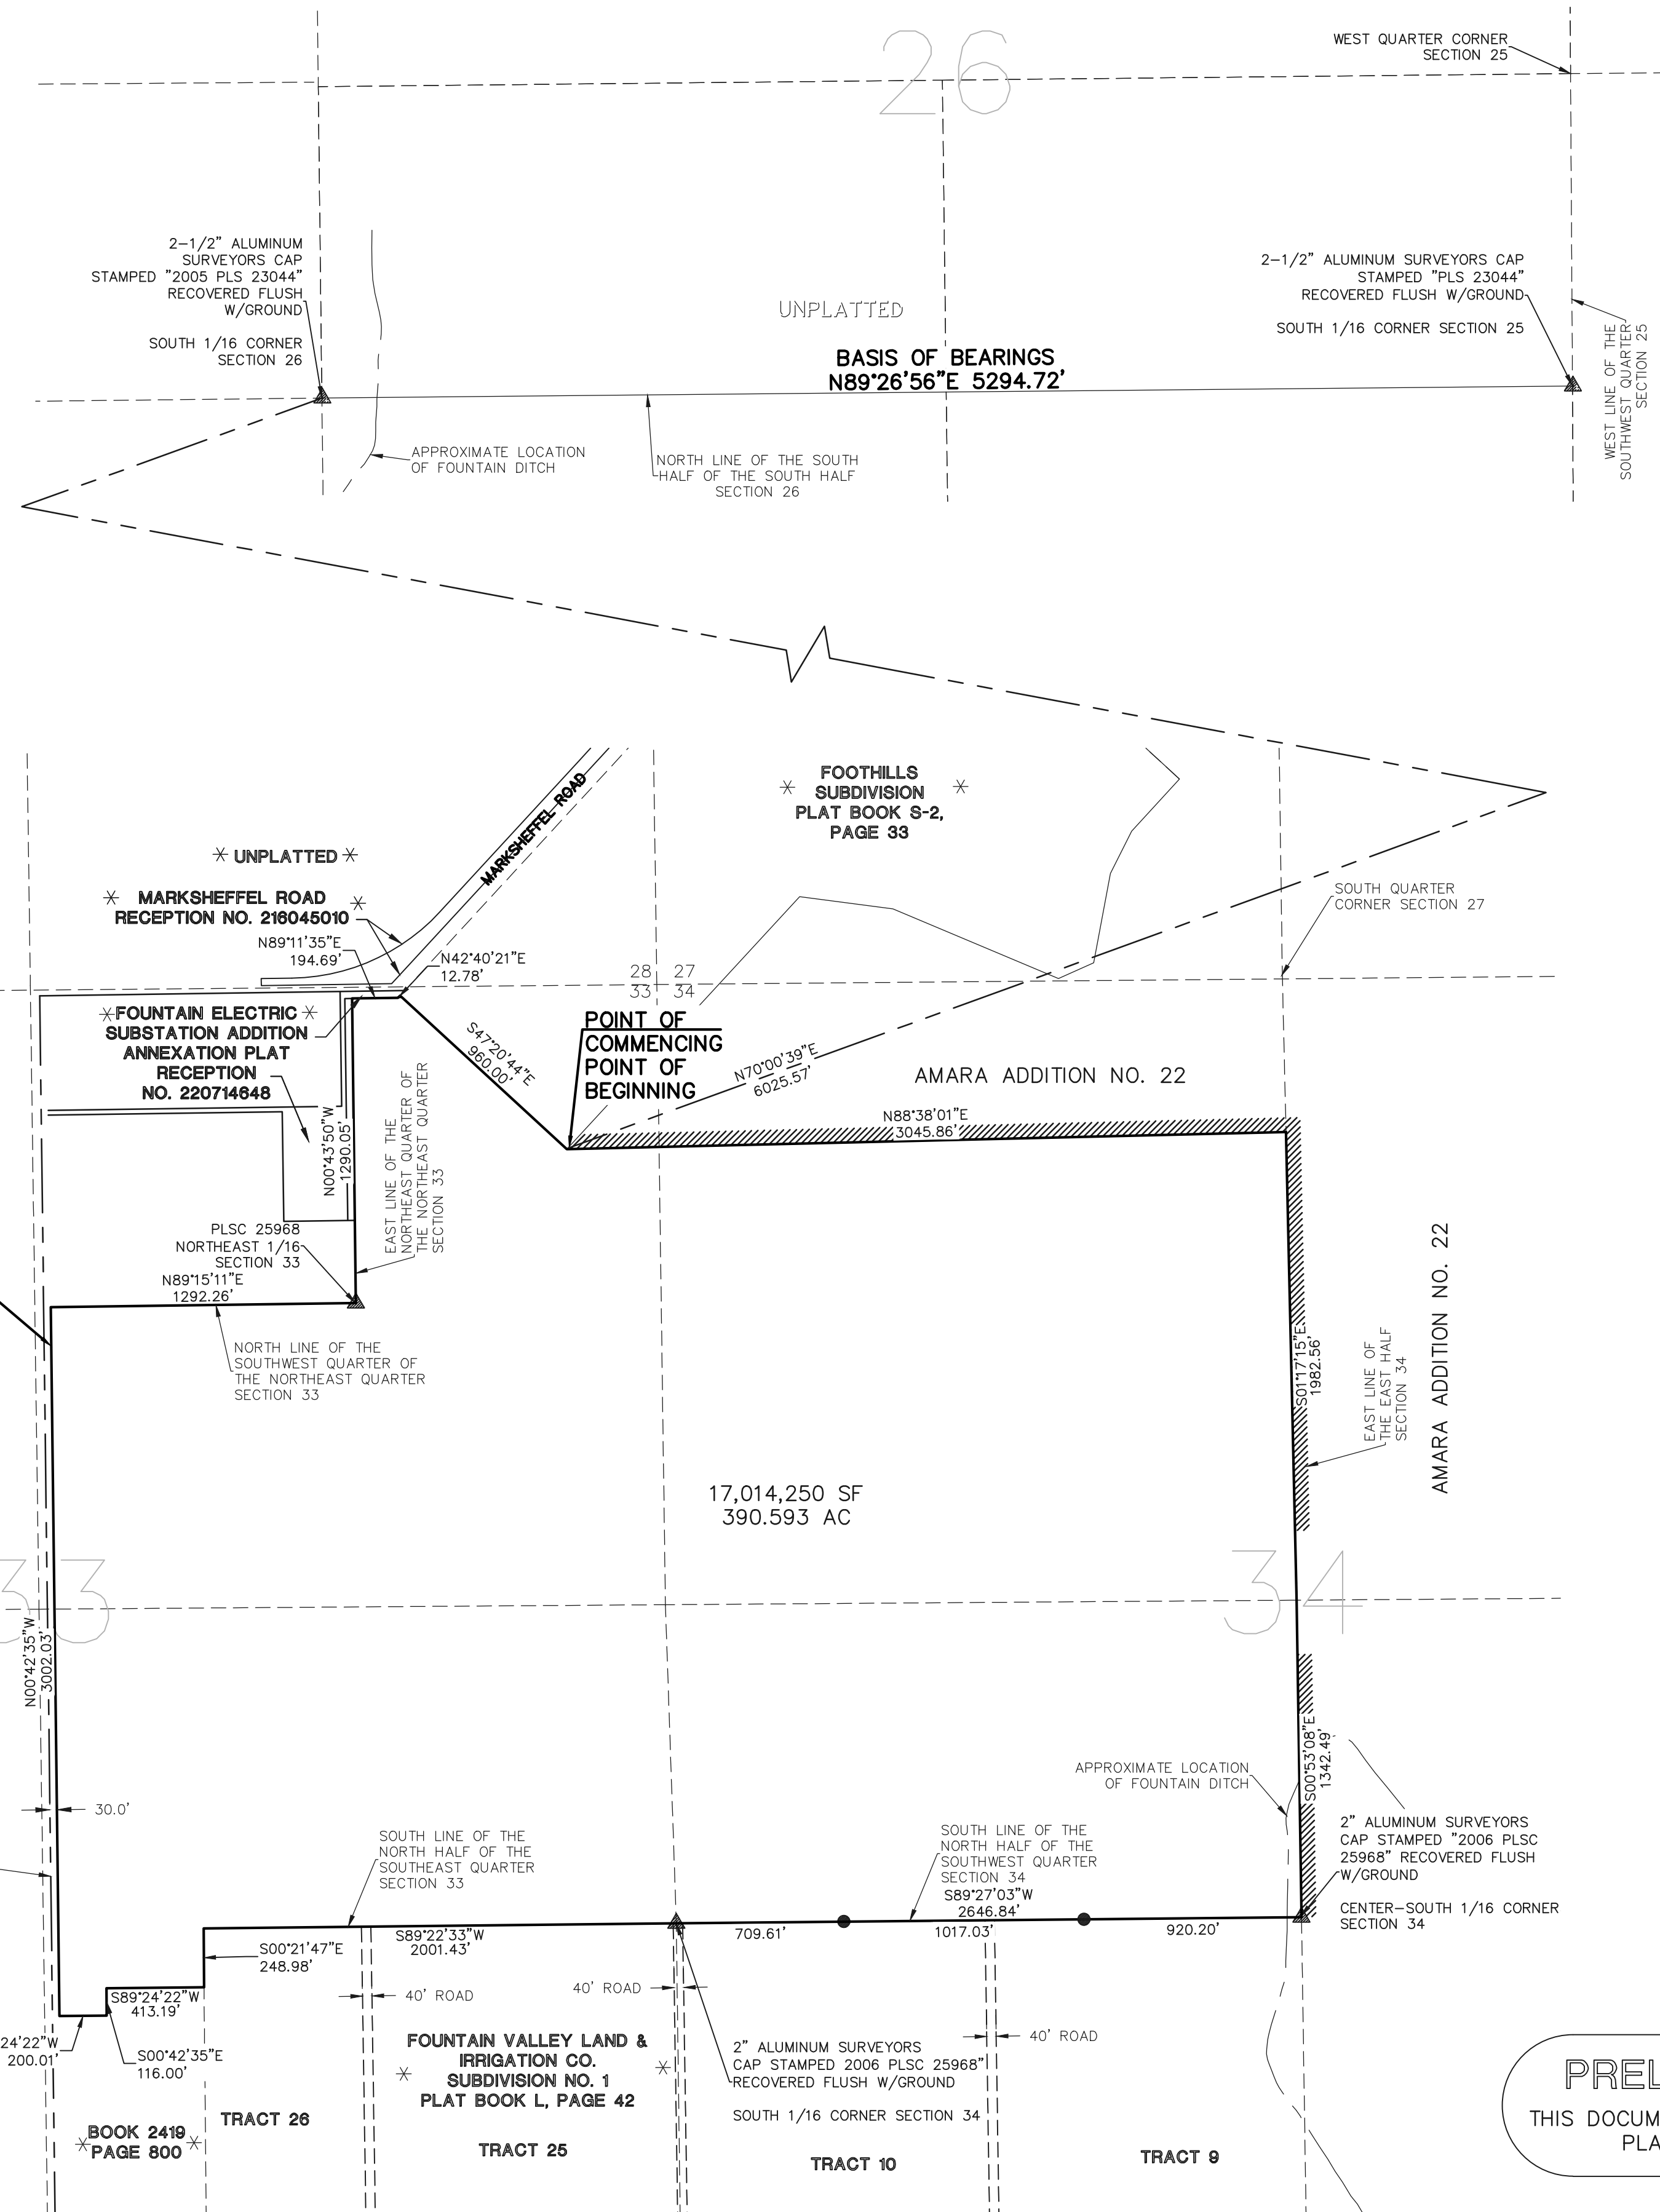 26
WEST QUARTER CORNER
SECTION 25
2-1/2" ALUMINUM
SURVEYORS CAP
STAMPED "2005 PLS 23044"
RECOVERED FLUSH
W/GROUND
SOUTH 1/16 CORNER
SECTION 26
UNPLATTED
BASIS OF BEARINGS
N89°26'56"E 5294.72'
2-1/2" ALUMINUM SURVEYORS CAP
STAMPED "PLS 23044"
RECOVERED FLUSH W/GROUND
SOUTH 1/16 CORNER SECTION 25
WEST LINE OF THE
SOUTHWEST QUARTER
SECTION 25
APPROXIMATE LOCATION
OF FOUNTAIN DITCH
NORTH LINE OF THE SOUTH
HALF OF THE SOUTH HALF
SECTION 26
FOOTHILLS
* SUBDIVISION *
PLAT BOOK S-2,
PAGE 33
MARKSHEFFEL ROAD
* UNPLATTED *
* MARKSHEFFEL ROAD *
RECEPTION NO. 216045010
N89°11'35"E
194.69'
N42°40'21"E
12.78'
28 27
33 34
SOUTH QUARTER
CORNER SECTION 27
*FOUNTAIN ELECTRIC *
SUBSTATION ADDITION
ANNEXATION PLAT
RECEPTION
NO. 220714648
S47°20'44"E
960.00'
POINT OF
COMMENCING
POINT OF
BEGINNING
N70°00'39"E
6025.57'
AMARA ADDITION NO. 22
N88°38'01"E
3045.86'
N00°43'50"W
1290.05'
EAST LINE OF THE
NORTHEAST QUARTER OF
THE NORTHEAST QUARTER
SECTION 33
PLSC 25968
NORTHEAST 1/16
SECTION 33
N89°15'11"E
1292.26'
NORTH LINE OF THE
SOUTHWEST QUARTER OF
THE NORTHEAST QUARTER
SECTION 33
S01°17'15"E
1982.56'
EAST LINE OF
THE EAST HALF
SECTION 34
AMARA ADDITION NO. 22
17,014,250 SF
390.593 AC
33
34
N00°42'35"W
3002.03'
30.0'
S00°53'08"E
1342.49'
APPROXIMATE LOCATION
OF FOUNTAIN DITCH
2" ALUMINUM SURVEYORS
CAP STAMPED "2006 PLSC
25968" RECOVERED FLUSH
W/GROUND
CENTER-SOUTH 1/16 CORNER
SECTION 34
SOUTH LINE OF THE
NORTH HALF OF THE
SOUTHEAST QUARTER
SECTION 33
SOUTH LINE OF THE
NORTH HALF OF THE
SOUTHWEST QUARTER
SECTION 34
S89°27'03"W
2646.84'
S89°22'33"W
2001.43'
709.61'
1017.03'
920.20'
S00°21'47"E
248.98'
S89°24'22"W
413.19'
40' ROAD
40' ROAD
40' ROAD
24'22"W
200.01'
S00°42'35"E
116.00'
FOUNTAIN VALLEY LAND &
IRRIGATION CO. *
* SUBDIVISION NO. 1
PLAT BOOK L, PAGE 42
2" ALUMINUM SURVEYORS
CAP STAMPED 2006 PLSC 25968"
RECOVERED FLUSH W/GROUND
SOUTH 1/16 CORNER SECTION 34
BOOK 2419
* PAGE 800 *
TRACT 26
TRACT 25
TRACT 10
TRACT 9
PREL
THIS DOCUM
PLA